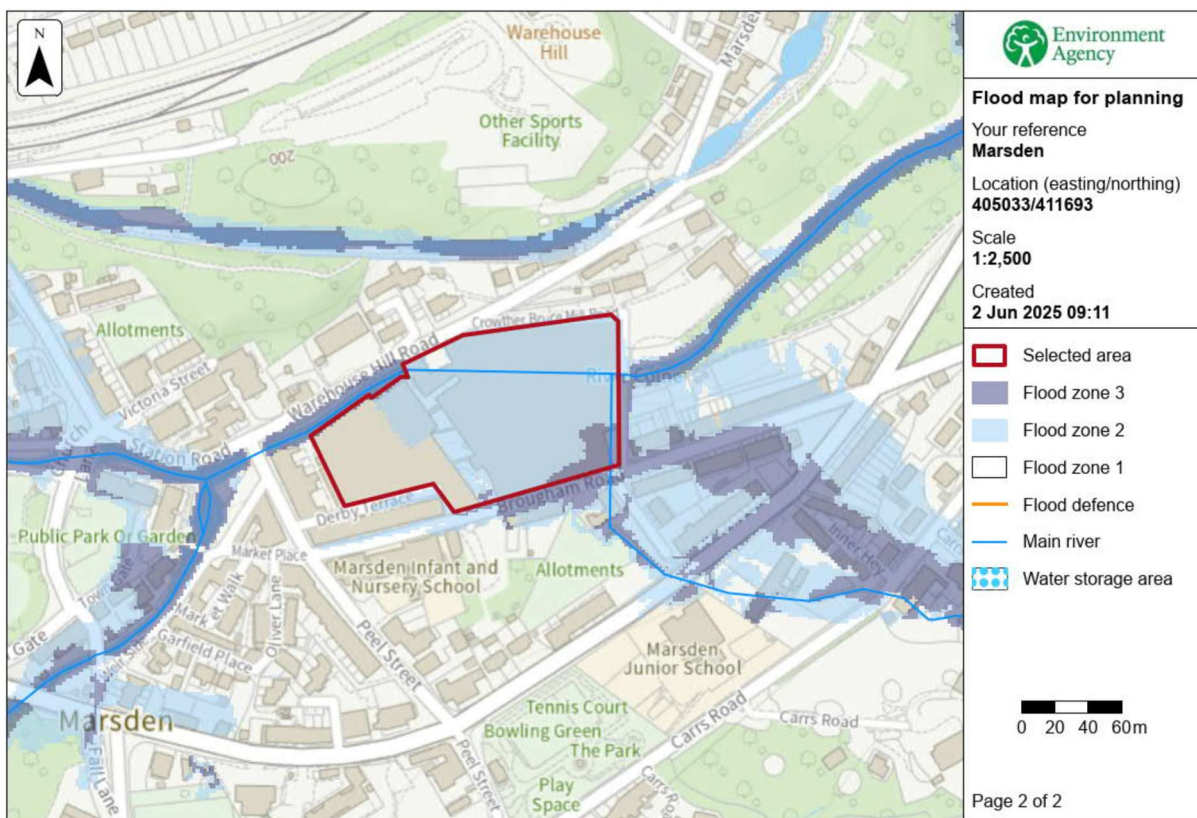 N
Warehouse
Hill
Marsden
Other Sports
Facility
200
Allotments
Crowther Bruce Mill Road
Warehouse Hill Road
River Colne
Victoria Street
Station Road
Church
Lane
Brougham Road
Derby Terrace
Public Park Or Garden
Market Place
Marsden Infant and
Nursery School
Allotments
Inner Hey
Market Walk
Oliver Lane
Garfield Place
Gate
Peel Street
Marsden
Junior School
Marsden
Tennis Court
Bowling Green
The Park
Carrs Road
Carrs Road
Peel Street
Fall Lane
Play
Space
Environment
Agency
Flood map for planning
Your reference
Marsden
Location (easting/northing)
405033/411693
Scale
1:2,500
Created
2 Jun 2025 09:11
Selected area
Flood zone 3
Flood zone 2
Flood zone 1
Flood defence
Main river
Water storage area
0 20 40 60m
Page 2 of 2